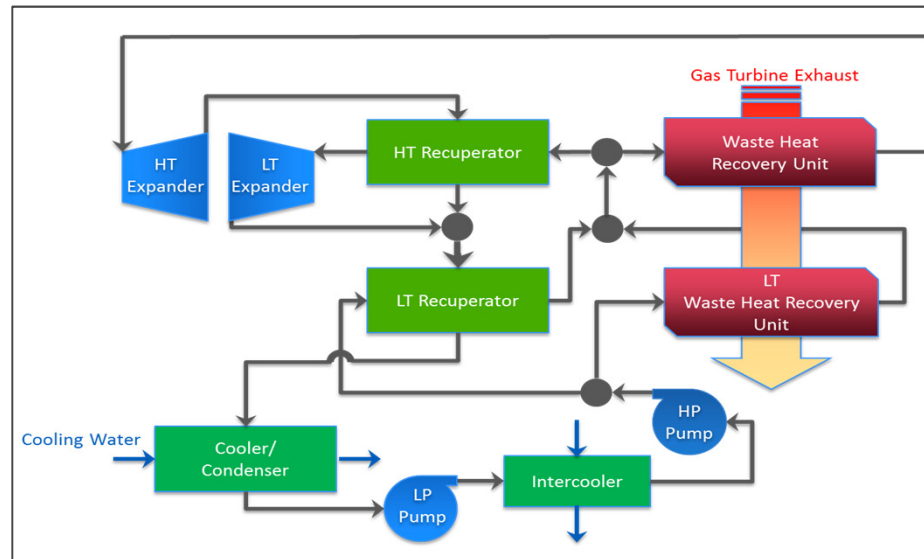 Gas Turbine Exhaust
HT
Expander
LT
Expander
HT Recuperator
Waste Heat
Recovery Unit
LT Recuperator
LT
Waste Heat Recovery
Unit
HP
Pump
Cooling Water
Cooler/
Condenser
LP
Pump
Intercooler